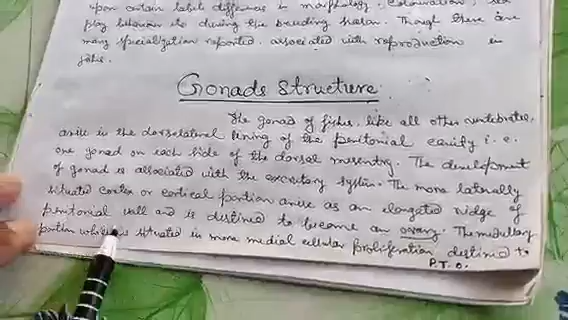 upon certain labile difference in morphology, colouration, sex
play behaviour etc during the breeding season. Though there are
many specialization reported, associated with reproduction in
fishes.
Gonads Structure
The gonad of fishes, like all other vertebrates,
arise in the dorsolateral lining of the peritonial cavity i.e.
one gonad on each side of the dorsal mesentry. The development
of gonad is associated with the excretory system. The more laterally
situated cortex or cortical portion arise as an elongated ridge of
peritonial wall and is destined to become an ovary. The medullary
portion which is situated in more medial cellular proliferation destined to
P.T.O.